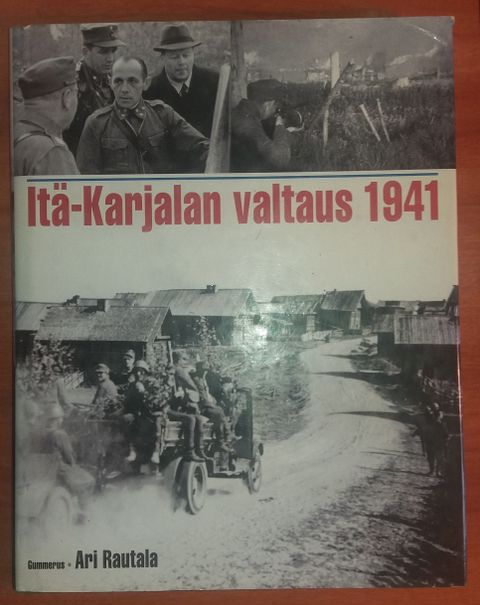 Itä-Karjalan valtaus 1941
Gummerus • Ari Rautala